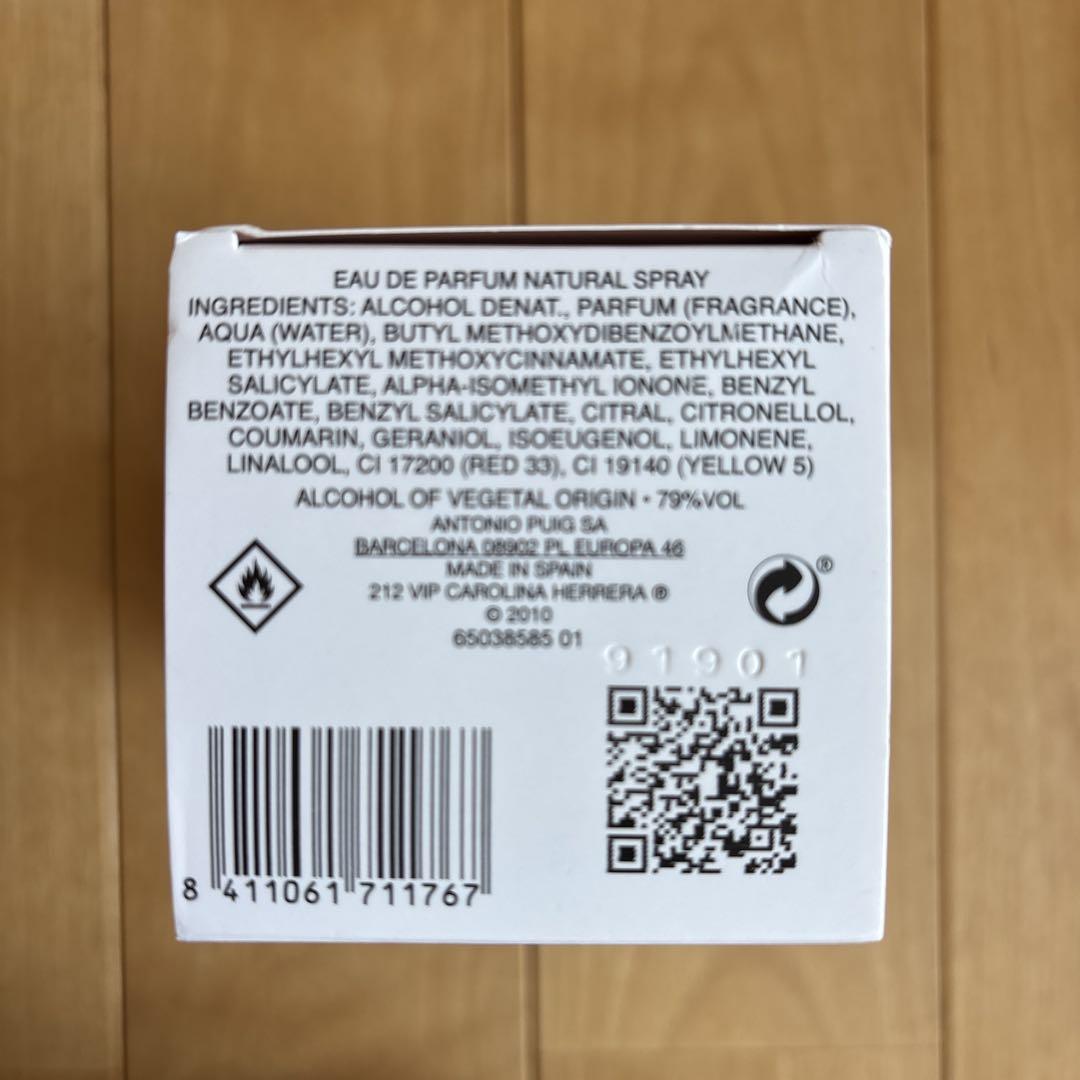 EAU DE PARFUM NATURAL SPRAY
INGREDIENTS: ALCOHOL DENAT., PARFUM (FRAGRANCE),
AQUA (WATER), BUTYL METHOXYDIBENZOYLMETHANE,
ETHYLHEXYL METHOXYCINNAMATE, ETHYLHEXYL
SALICYLATE, ALPHA-ISOMETHYL IONONE, BENZYL
BENZOATE, BENZYL SALICYLATE, CITRAL, CITRONELLOL,
COUMARIN, GERANIOL, ISOEUGENOL, LIMONENE,
LINALOOL, CI 17200 (RED 33), CI 19140 (YELLOW 5)
ALCOHOL OF VEGETAL ORIGIN • 79%VOL
ANTONIO PUIG SA
BARCELONA 08902 PL EUROPA 46
MADE IN SPAIN
212 VIP CAROLINA HERRERA ®
© 2010
65038585 01
®
91901
8 411061 711767